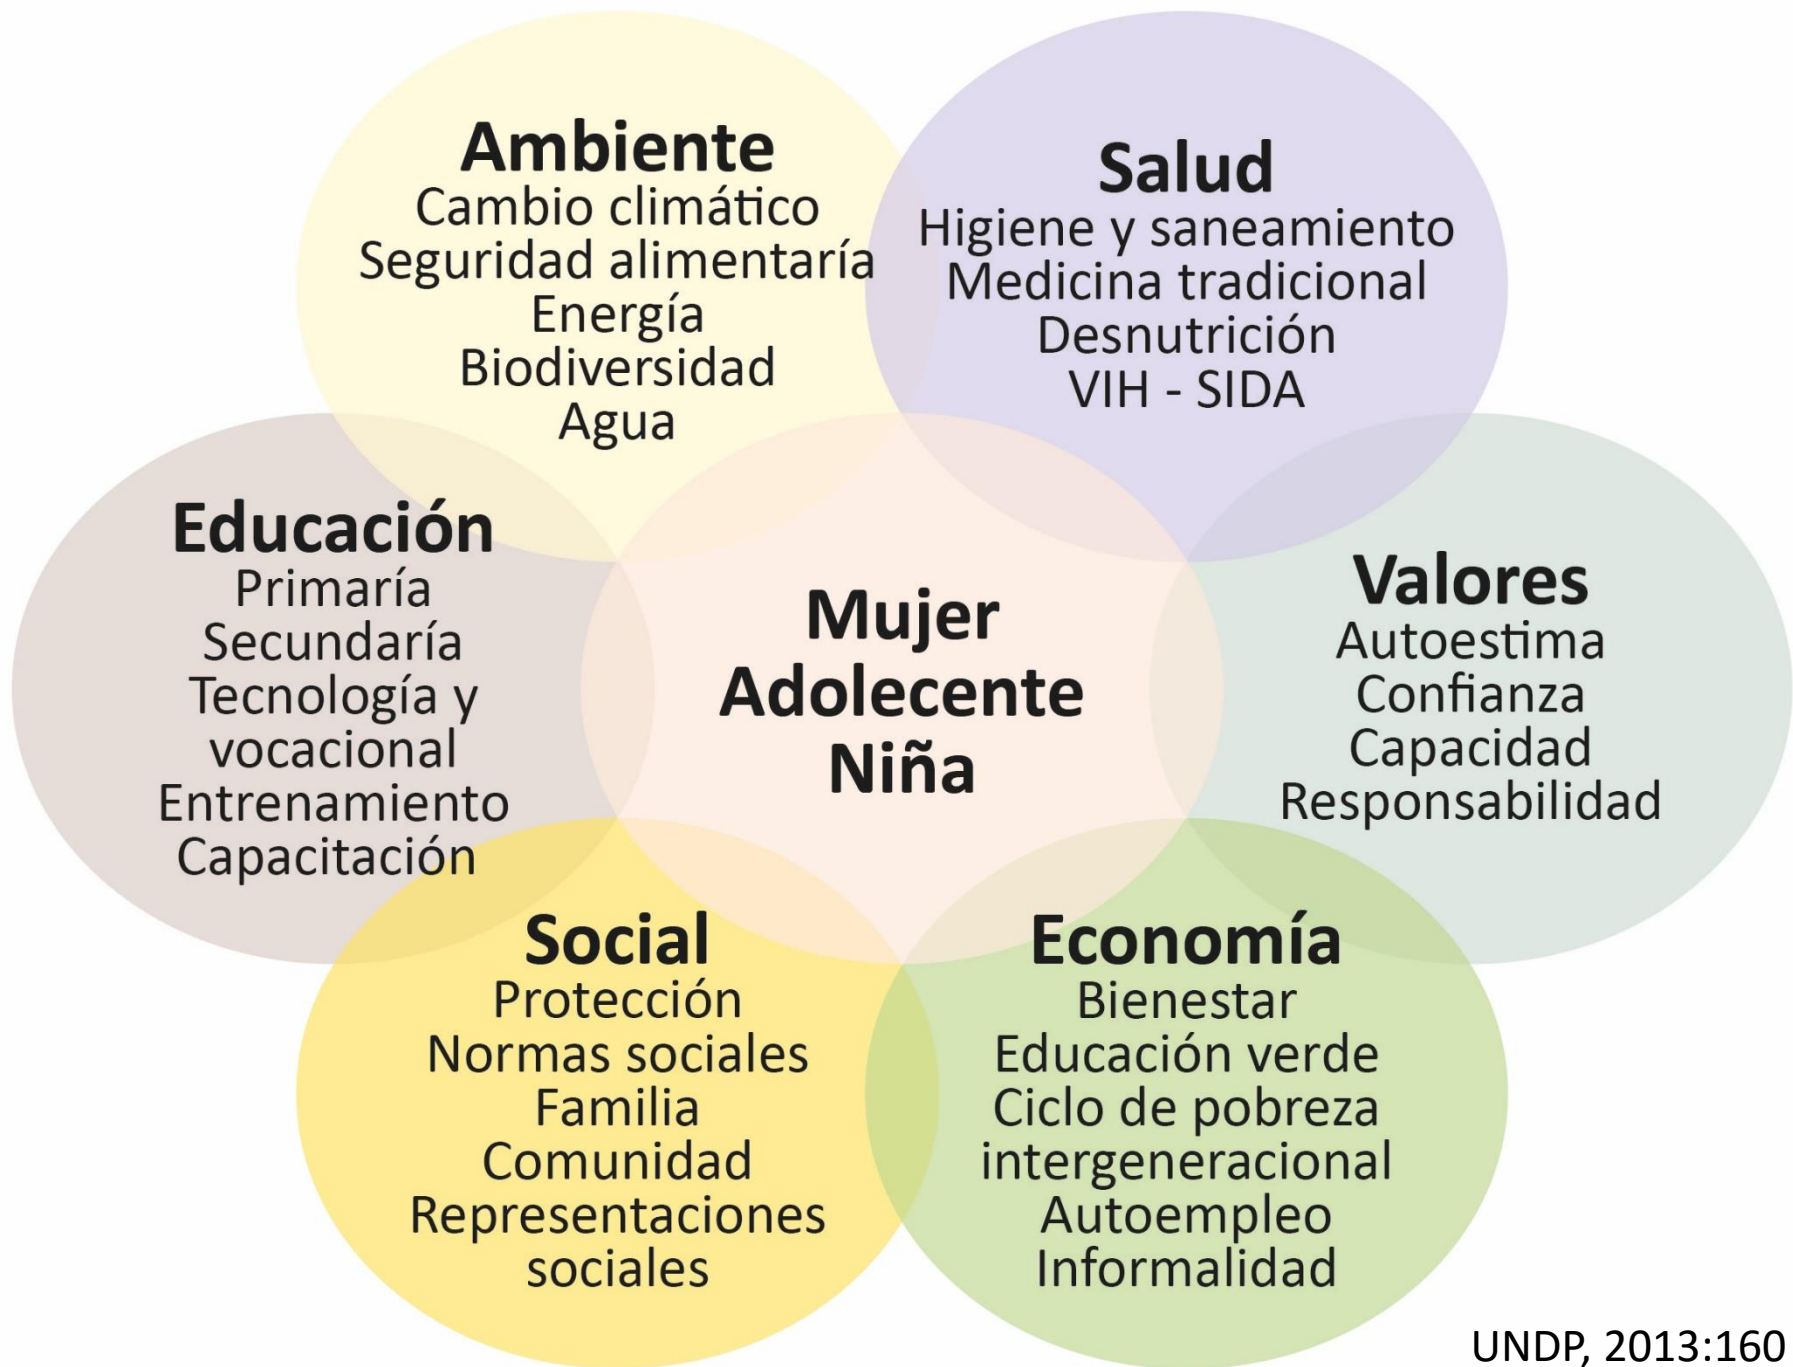 Ambiente
Cambio climático
Seguridad alimentaría
Energía
Biodiversidad
Agua
Salud
Higiene y saneamiento
Medicina tradicional
Desnutrición
VIH - SIDA
Educación
Primaría
Secundaría
Tecnología y
vocacional
Entrenamiento
Capacitación
Mujer
Adolecente
Niña
Valores
Autoestima
Confianza
Capacidad
Responsabilidad
Social
Protección
Normas sociales
Familia
Comunidad
Representaciones
sociales
Economía
Bienestar
Educación verde
Ciclo de pobreza
intergeneracional
Autoempleo
Informalidad
UNDP, 2013:160